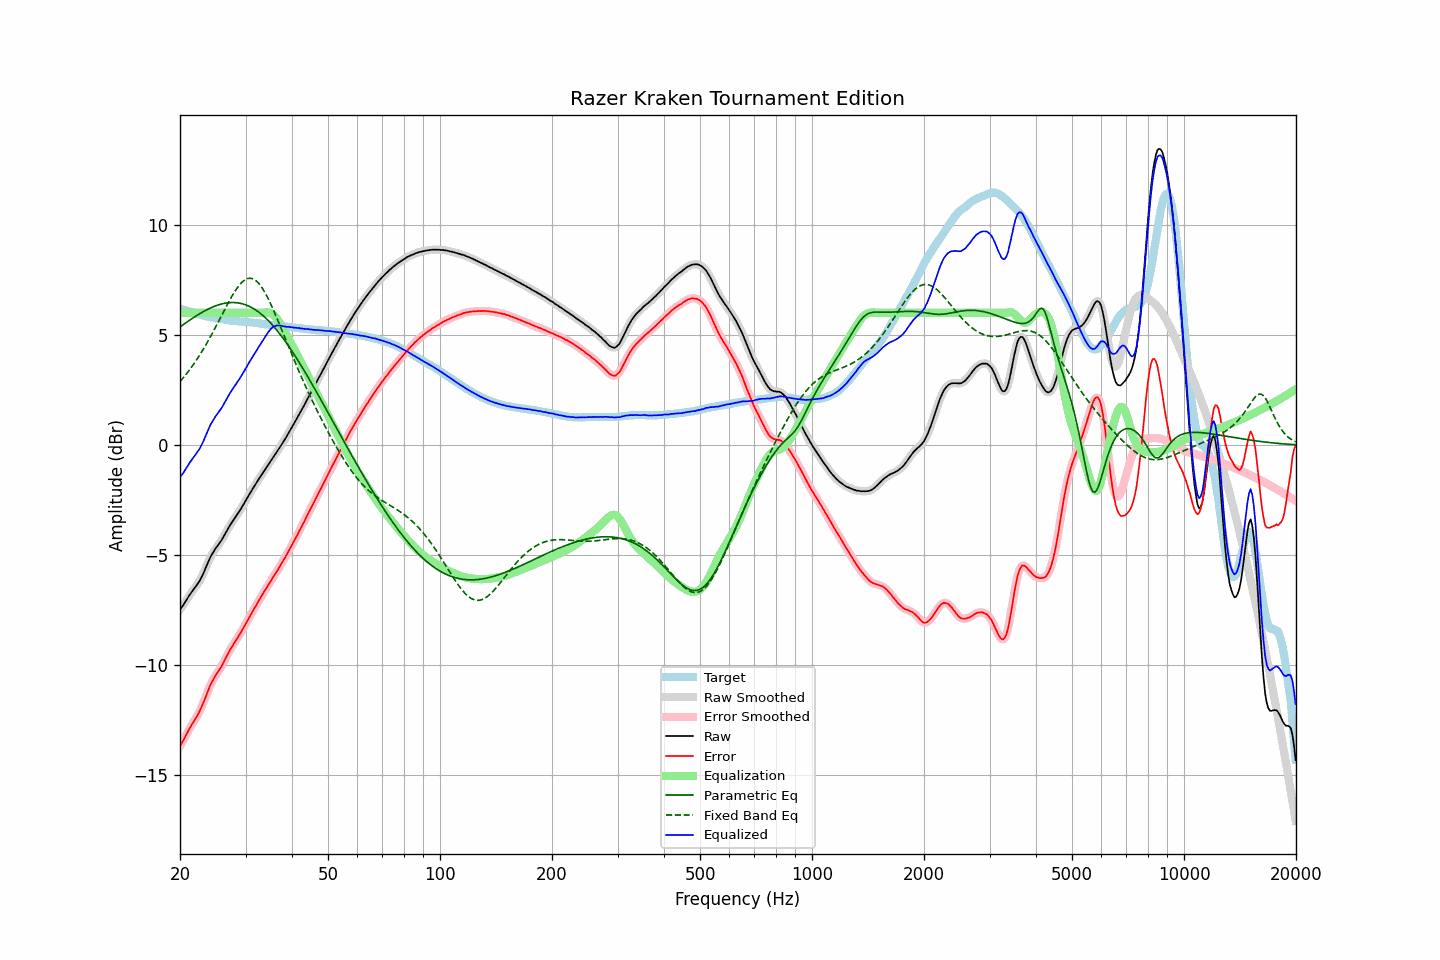 Razer Kraken Tournament Edition
Amplitude (dBr)
10
5
0
−5
−10
−15
Target
Raw Smoothed
Error Smoothed
Raw
Error
Equalization
Parametric Eq
Fixed Band Eq
Equalized
20 50 100 200 500 1000 2000 5000 10000 20000
Frequency (Hz)